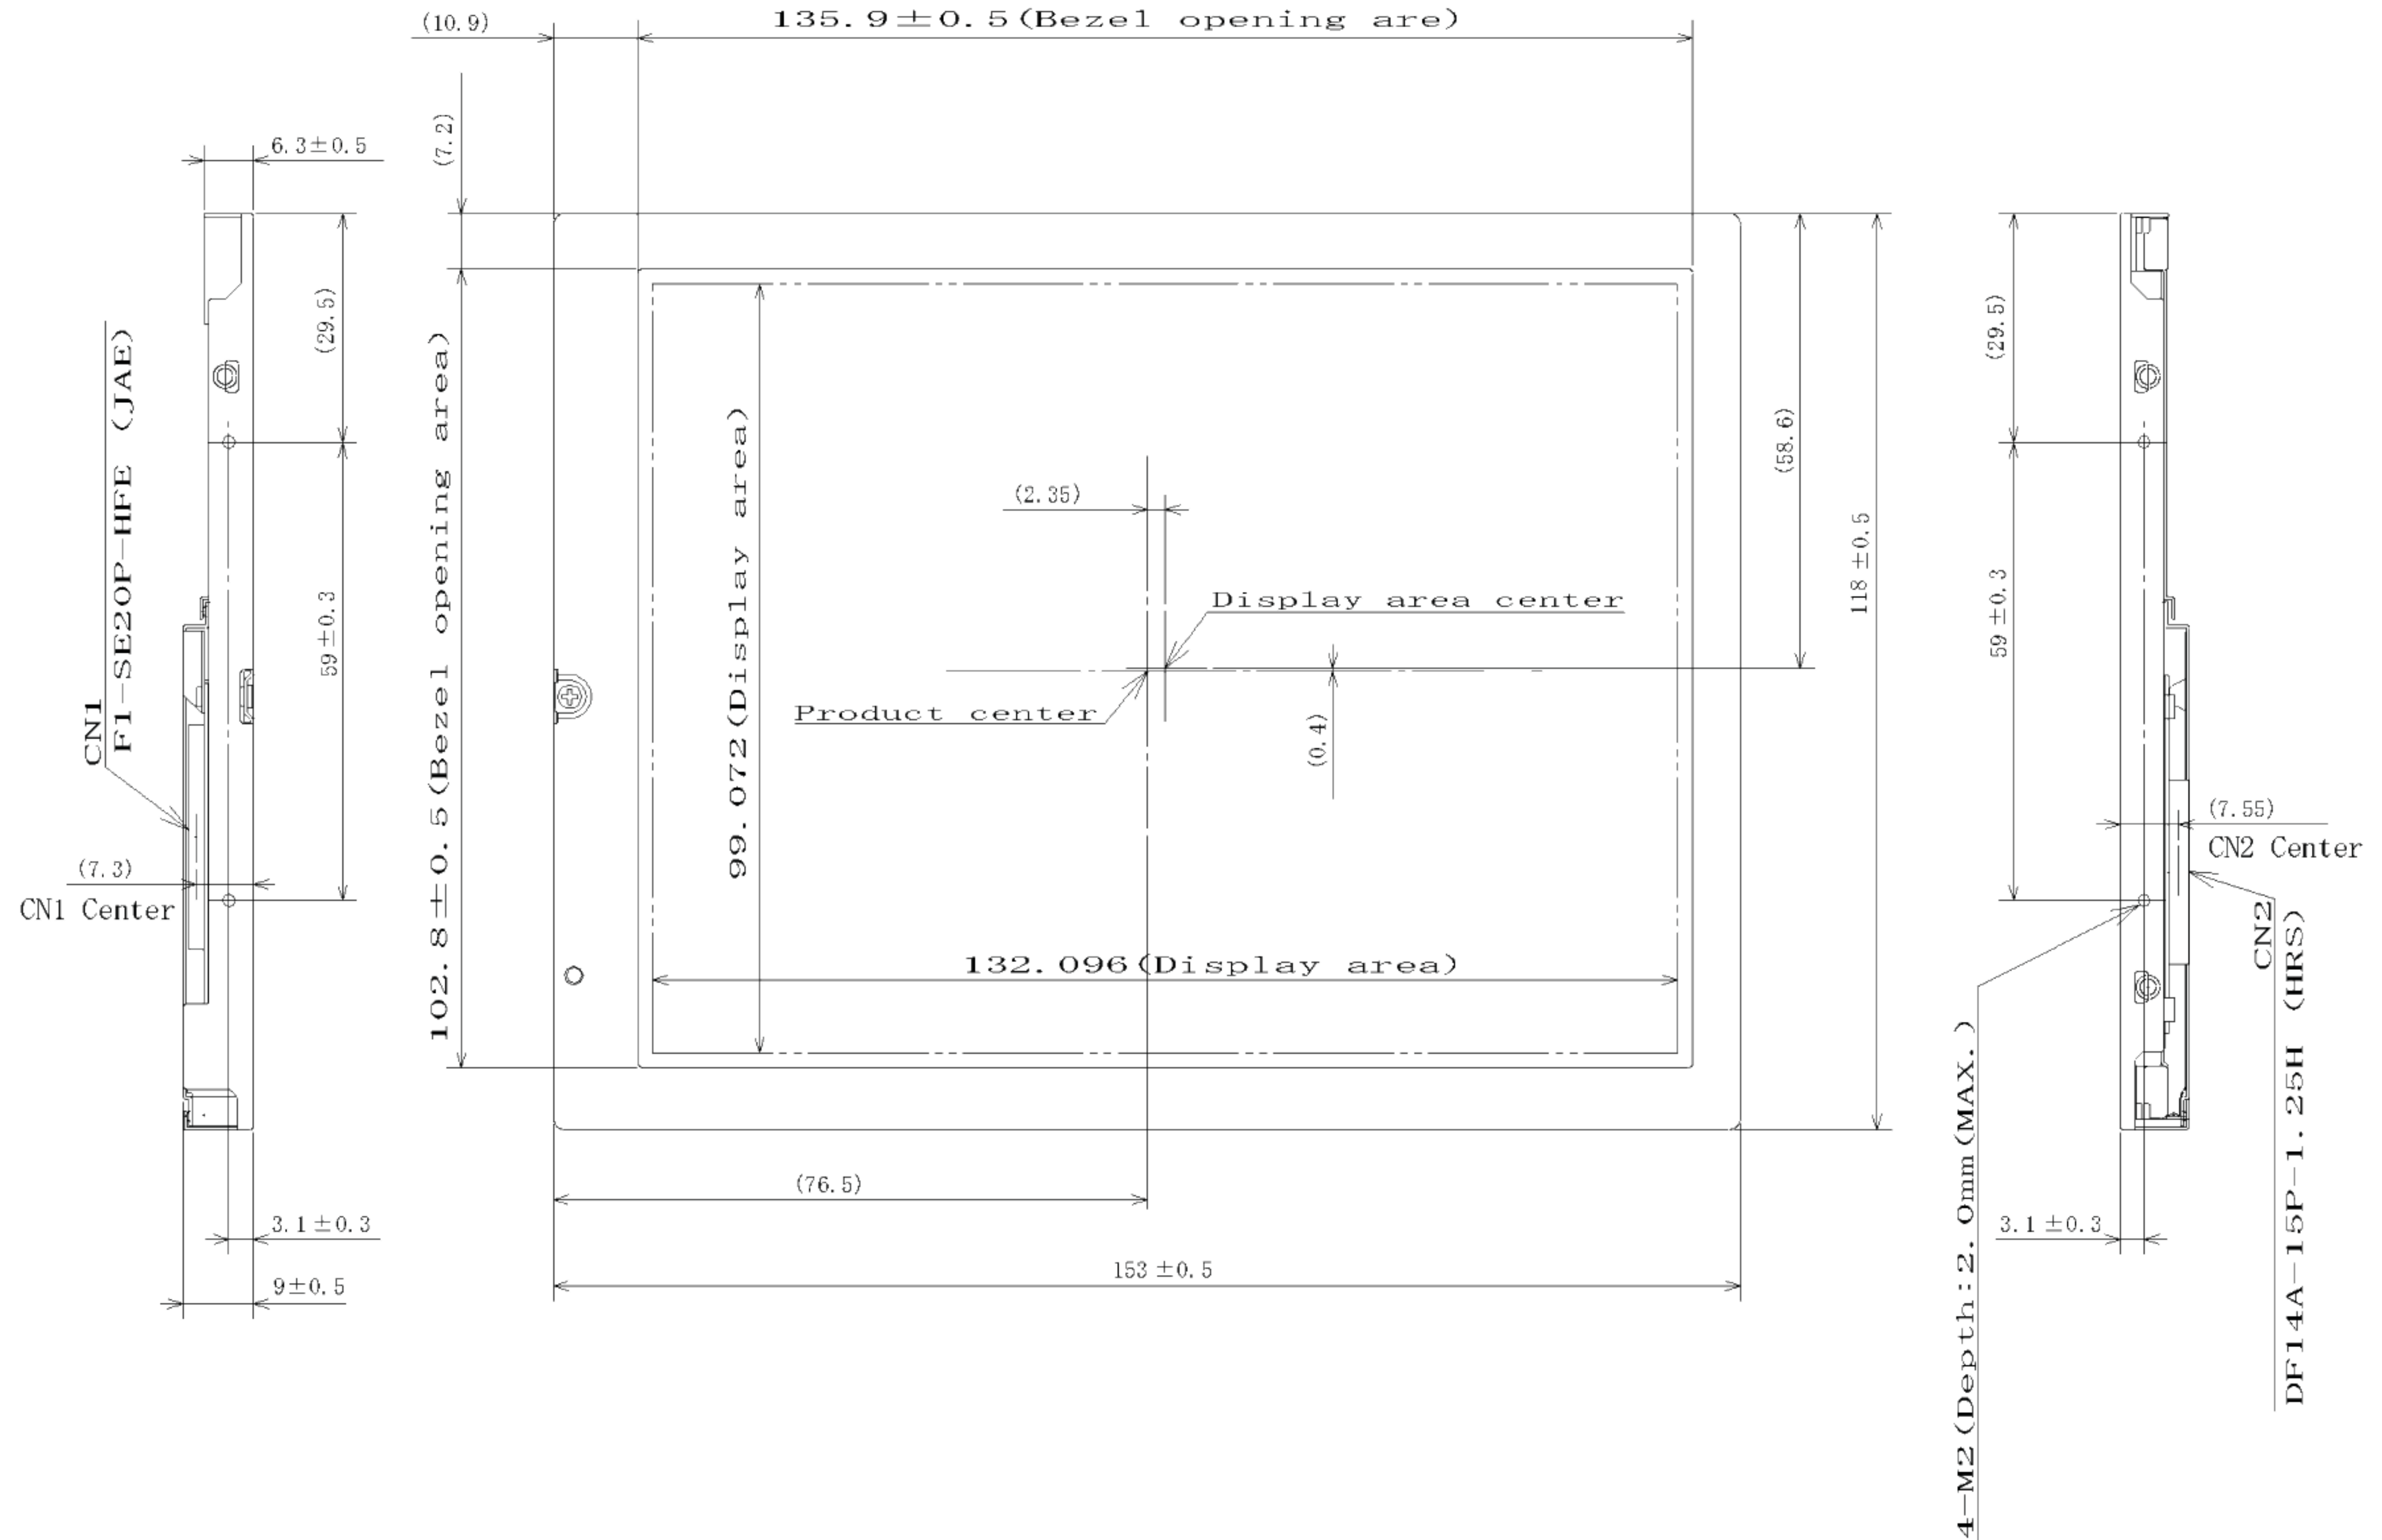 (10.9)
135.9±0.5(Bezel opening are)
(7.2)
6.3±0.5
(29.5)
(29.5)
F1-SE20P-HFE (JAE)
CN1
59±0.3
102.8±0.5(Bezel opening area)
99.072(Display area)
(2.35)
(58.6)
118±0.5
Display area center
Product center
(0.4)
59±0.3
(7.3)
CN1 Center
(7.55)
CN2 Center
132.096(Display area)
CN2
DF14A-15P-1.25H (HRS)
4-M2(Depth:2.0mm(MAX.)
(76.5)
3.1±0.3
3.1±0.3
153±0.5
9±0.5